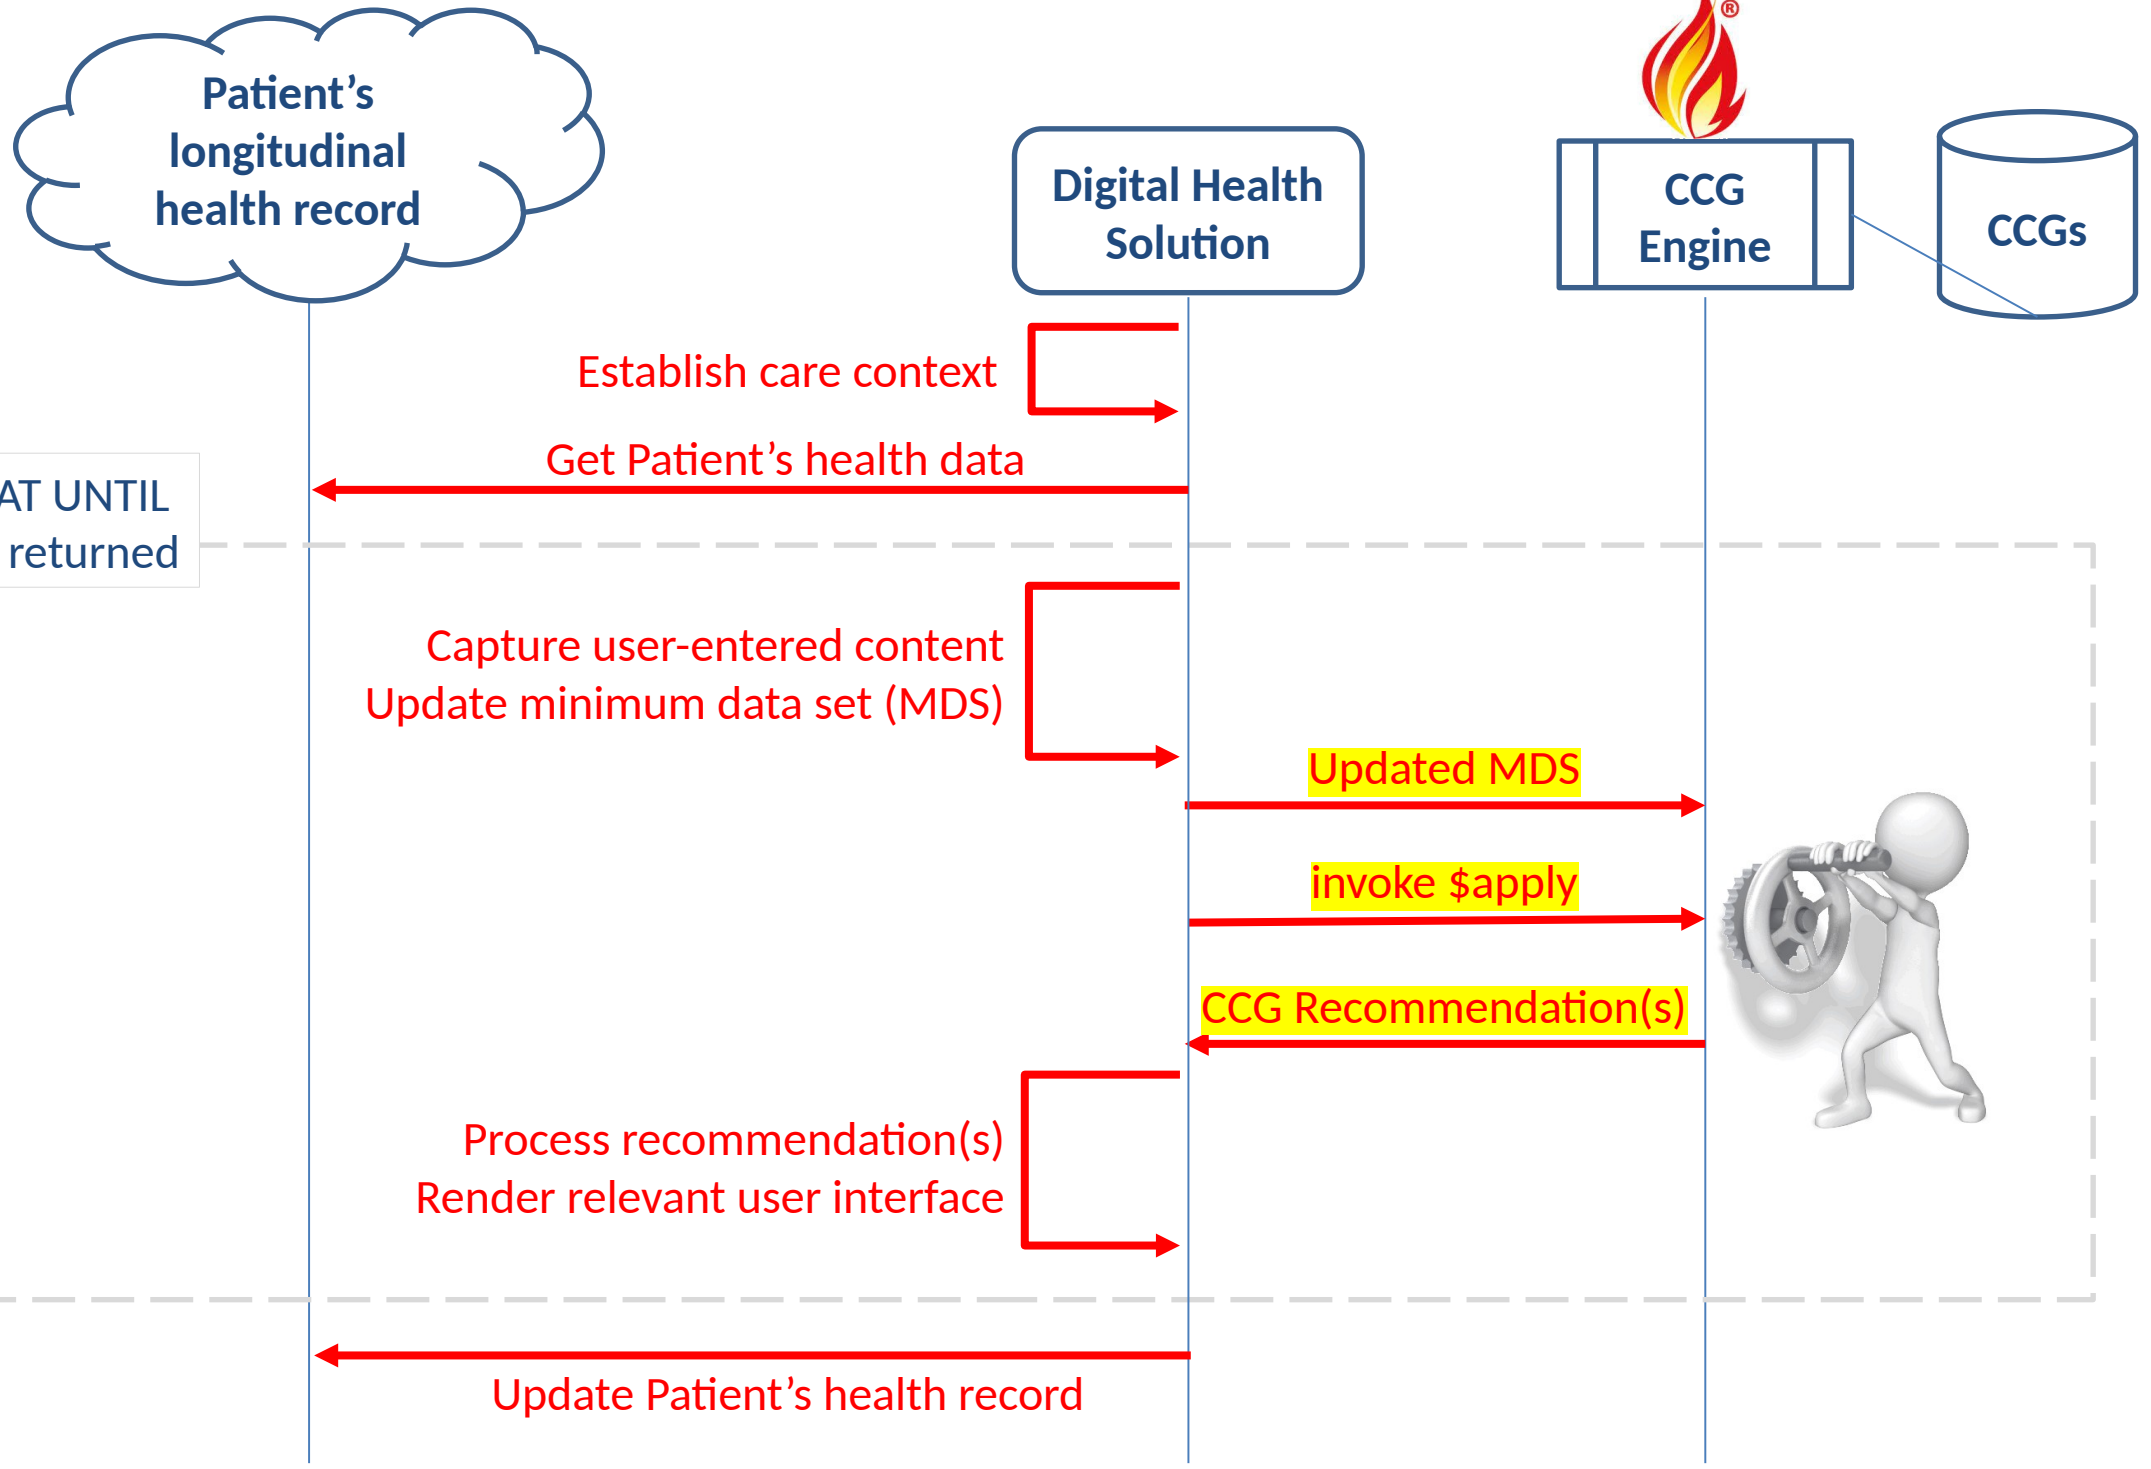 ®
Patient’s
longitudinal
health record
Digital Health
Solution
CCG
Engine
CCGs
Establish care context
Get Patient’s health data
AT UNTIL
returned
Capture user-entered content
Update minimum data set (MDS)
Updated MDS
invoke $apply
CCG Recommendation(s)
Process recommendation(s)
Render relevant user interface
Update Patient’s health record